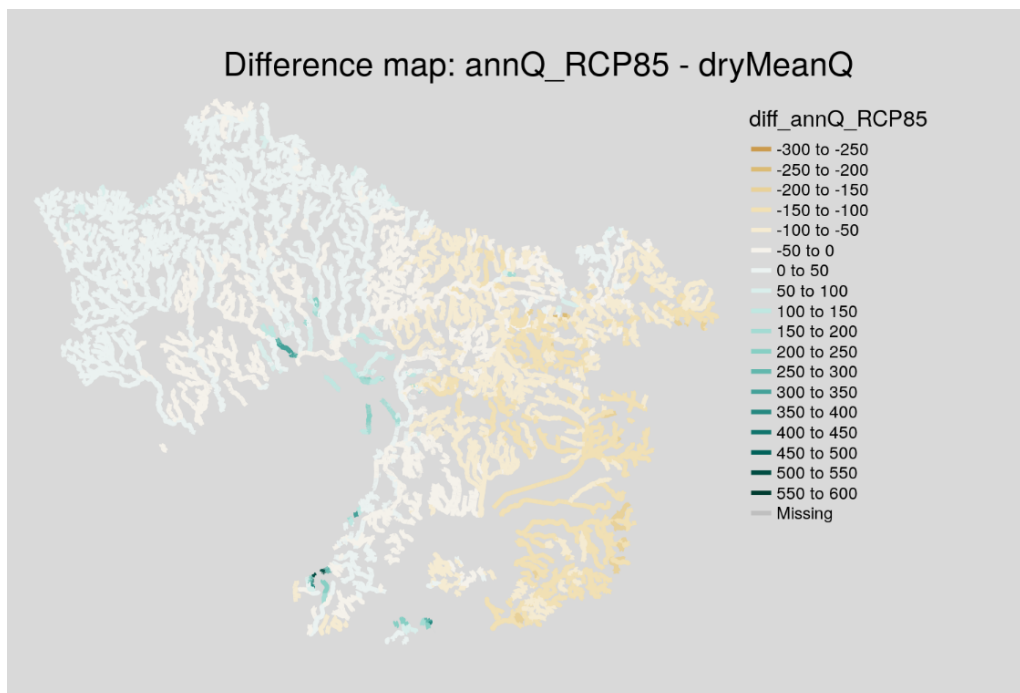 Difference map: annQ_RCP85 - dryMeanQ
diff_annQ_RCP85
-300 to -250
-250 to -200
-200 to -150
-150 to -100
-100 to -50
-50 to 0
0 to 50
50 to 100
100 to 150
150 to 200
200 to 250
250 to 300
300 to 350
350 to 400
400 to 450
450 to 500
500 to 550
550 to 600
Missing